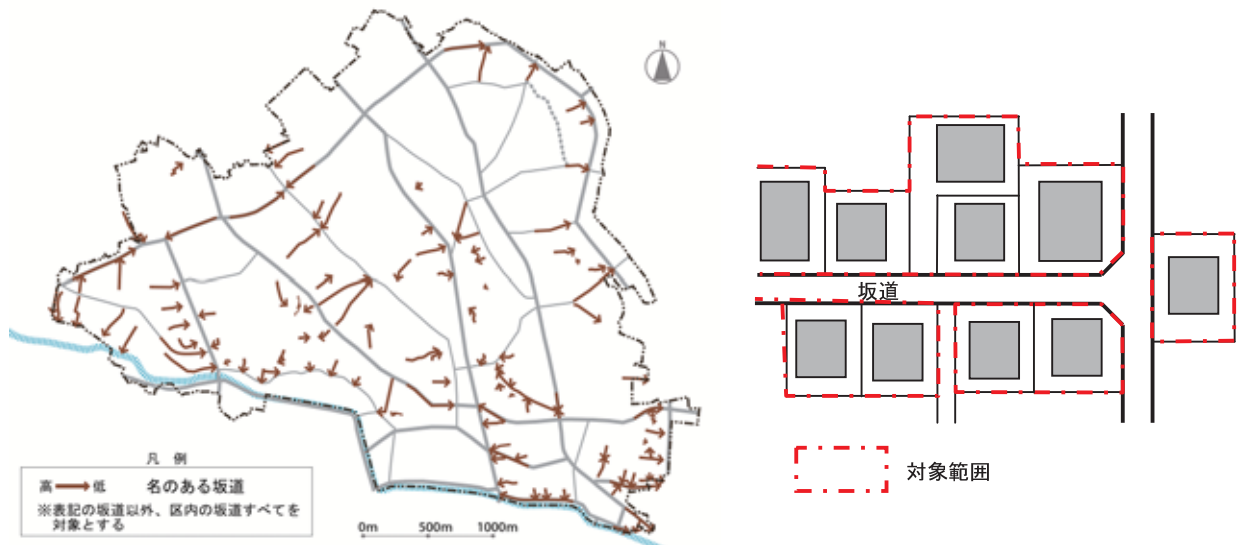 N
凡 例
高 低 名のある坂道
※表記の坂道以外、区内の坂道すべてを
対象とする
0m 500m 1000m
坂道
対象範囲